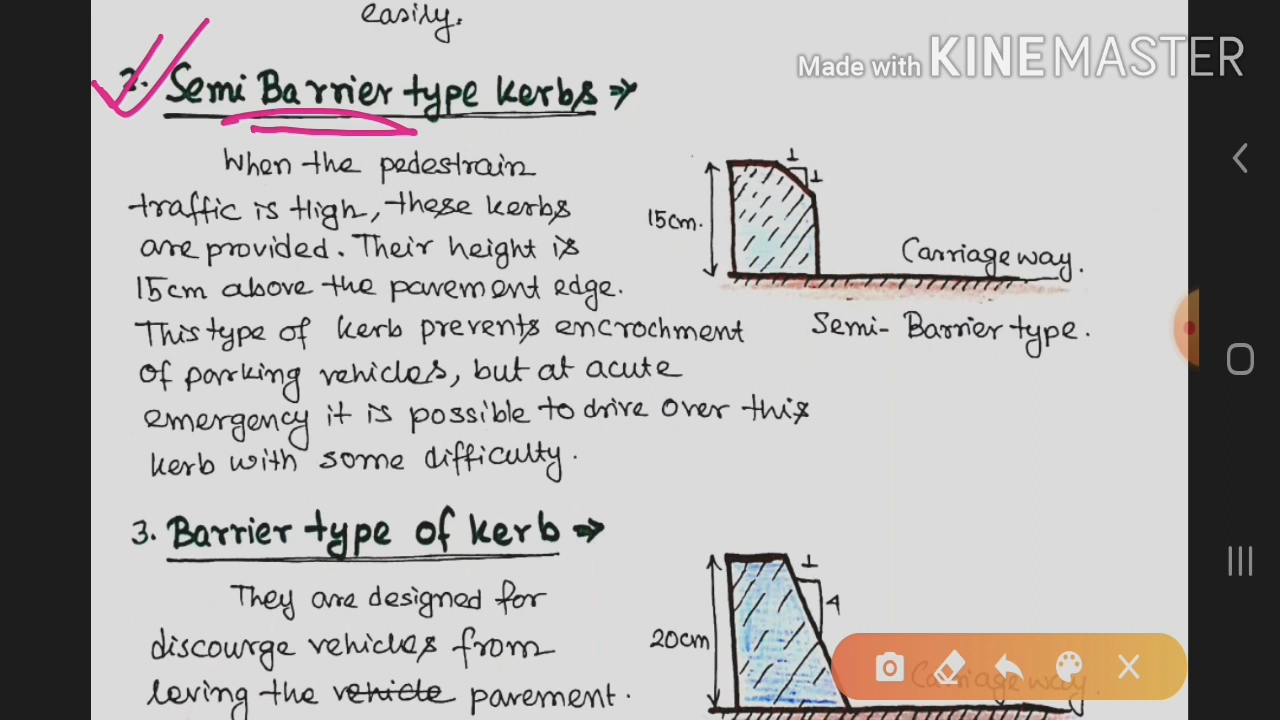 easily.
Made with KINEMASTER
2. Semi Barrier type kerbs ⇒
When the pedestrain
traffic is High, these kerbs
are provided. Their height is
15cm above the pavement edge.
This type of kerb prevents encrochment
of parking vehicles, but at acute
emergency it is possible to drive over this
kerb with some difficulty.
1
1
15cm.
Carriage way.
Semi-Barrier type.
3. Barrier type of kerb ⇒
They are designed for
discourge vehicles from
leving the vehicle pavement.
1
4
20cm
Carriage way.